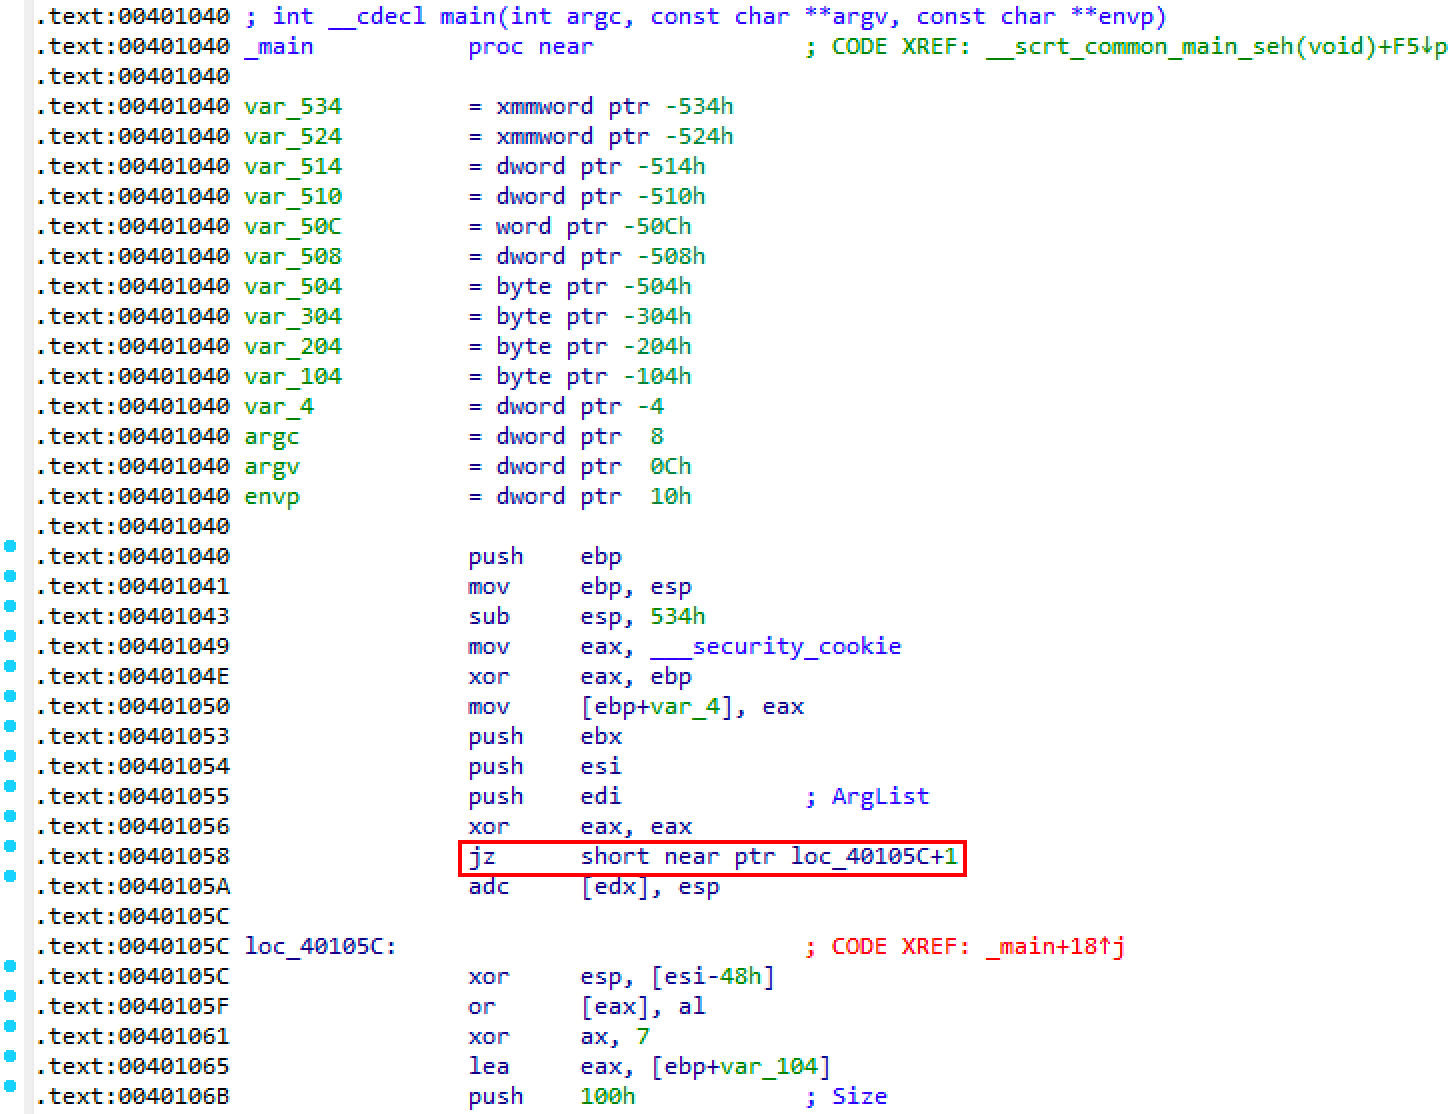 .text:00401040 ; int __cdecl main(int argc, const char **argv, const char **envp)
.text:00401040 _main proc near ; CODE XREF: __scrt_common_main_seh(void)+F5↓p
.text:00401040
.text:00401040 var_534 = xmmword ptr -534h
.text:00401040 var_524 = xmmword ptr -524h
.text:00401040 var_514 = dword ptr -514h
.text:00401040 var_510 = dword ptr -510h
.text:00401040 var_50C = word ptr -50Ch
.text:00401040 var_508 = dword ptr -508h
.text:00401040 var_504 = byte ptr -504h
.text:00401040 var_304 = byte ptr -304h
.text:00401040 var_204 = byte ptr -204h
.text:00401040 var_104 = byte ptr -104h
.text:00401040 var_4 = dword ptr -4
.text:00401040 argc = dword ptr 8
.text:00401040 argv = dword ptr 0Ch
.text:00401040 envp = dword ptr 10h
.text:00401040
.text:00401040 push ebp
.text:00401041 mov ebp, esp
.text:00401043 sub esp, 534h
.text:00401049 mov eax, ___security_cookie
.text:0040104E xor eax, ebp
.text:00401050 mov [ebp+var_4], eax
.text:00401053 push ebx
.text:00401054 push esi
.text:00401055 push edi ; ArgList
.text:00401056 xor eax, eax
.text:00401058 jz short near ptr loc_40105C+1
.text:0040105A adc [edx], esp
.text:0040105C
.text:0040105C loc_40105C: ; CODE XREF: _main+18↑j
.text:0040105C xor esp, [esi-48h]
.text:0040105F or [eax], al
.text:00401061 xor ax, 7
.text:00401065 lea eax, [ebp+var_104]
.text:0040106B push 100h ; Size